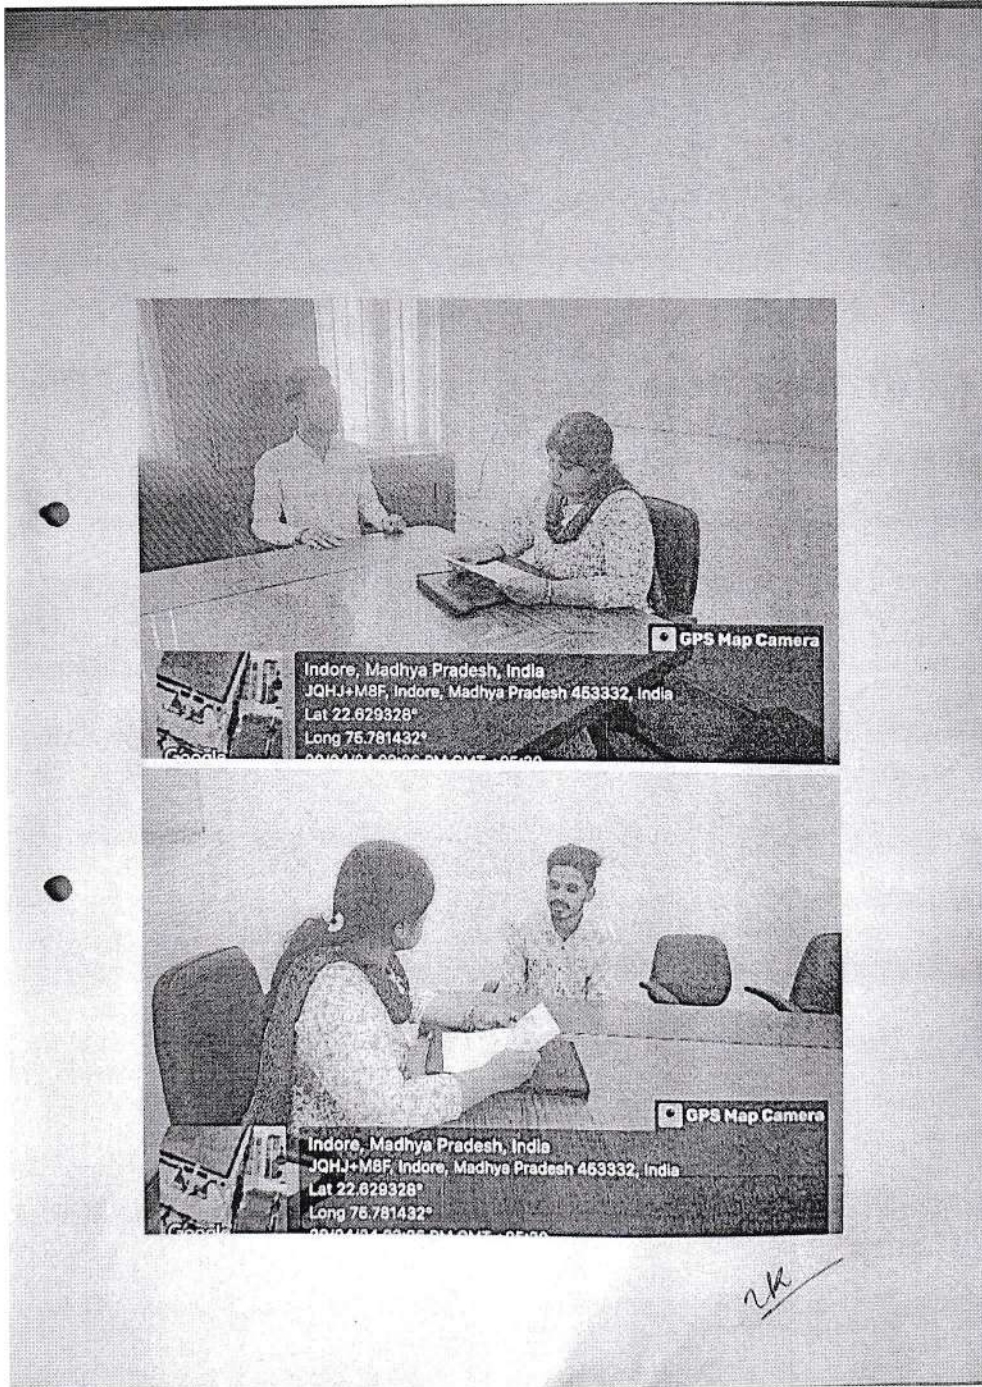 GPS Map Camera
Indore, Madhya Pradesh, India
JQHJ+M8F, Indore, Madhya Pradesh 453332, India
Lat 22.629328°
Long 75.781432°
Google
GPS Map Camera
Indore, Madhya Pradesh, India
JQHJ+M8F, Indore, Madhya Pradesh 453332, India
Lat 22.629328°
Long 75.781432°
Google